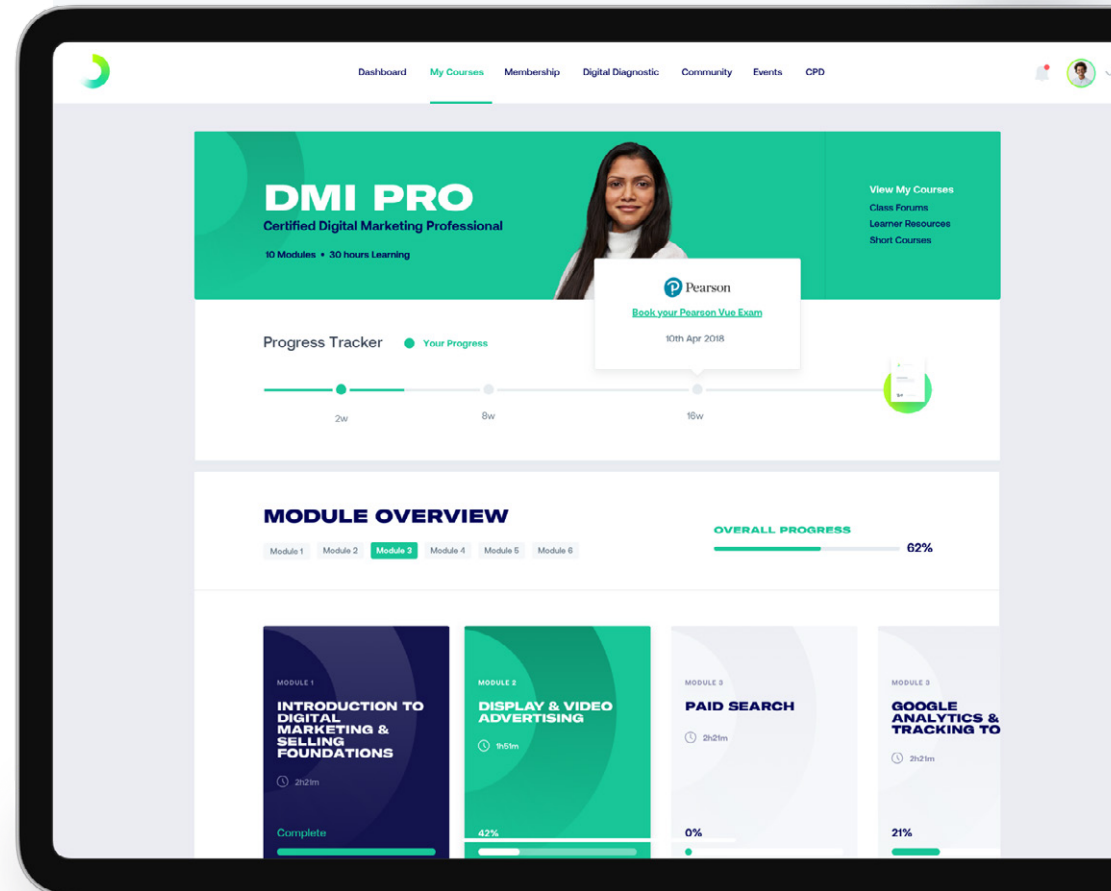 Dashboard My Courses Membership Digital Diagnostic Community Events CPD
DMI PRO
Certified Digital Marketing Professional
10 Modules • 30 hours Learning
View My Courses
Class Forums
Learner Resources
Short Courses
Pearson
Book your Pearson Vue Exam
10th Apr 2018
Progress Tracker Your Progress
2w 8w 16w
MODULE OVERVIEW
Module 1 Module 2 Module 3 Module 4 Module 5 Module 6
OVERALL PROGRESS
62%
MODULE 1
INTRODUCTION TO
DIGITAL
MARKETING &
SELLING
FOUNDATIONS
2h21m
Complete
MODULE 2
DISPLAY & VIDEO
ADVERTISING
1h51m
42%
MODULE 3
PAID SEARCH
2h21m
0%
MODULE 3
GOOGLE
ANALYTICS &
TRACKING TO
2h21m
21%